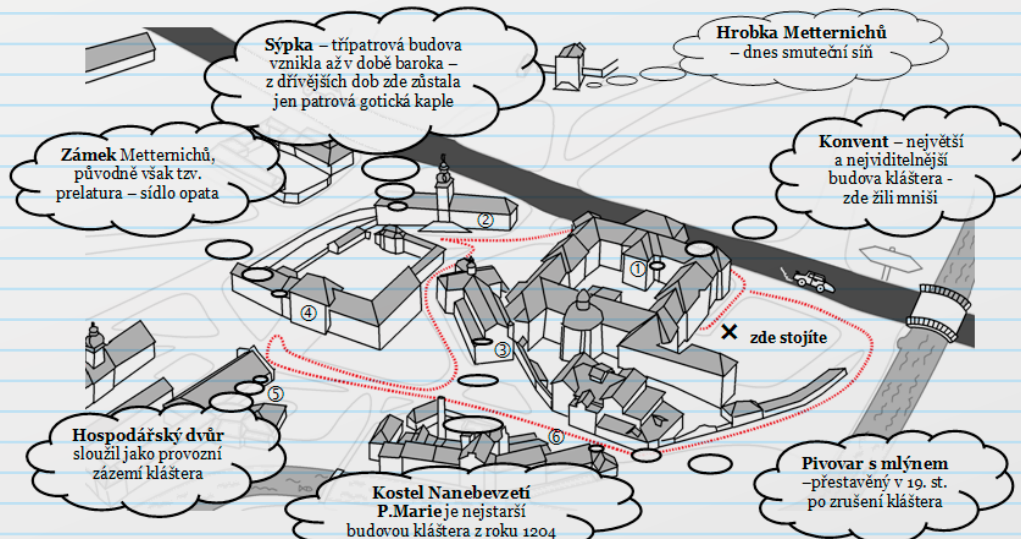 Sýpka – třípatrová budova
vznikla až v době baroka –
z dřívějších dob zde zůstala
jen patrová gotická kaple
Hrobka Metternichů
– dnes smuteční síň
Zámek Metternichů,
původně však tzv.
prelatura – sídlo opata
Konvent – největší
a nejviditelnější
budova kláštera -
zde žili mniši
②
①
④
③
✕ zde stojíte
⑤
⑥
Hospodářský dvůr
sloužil jako provozní
zázemí kláštera
Kostel Nanebevzetí
P.Marie je nejstarší
budovou kláštera z roku 1204
Pivovar s mlýnem
–přestavěný v 19. st.
po zrušení kláštera